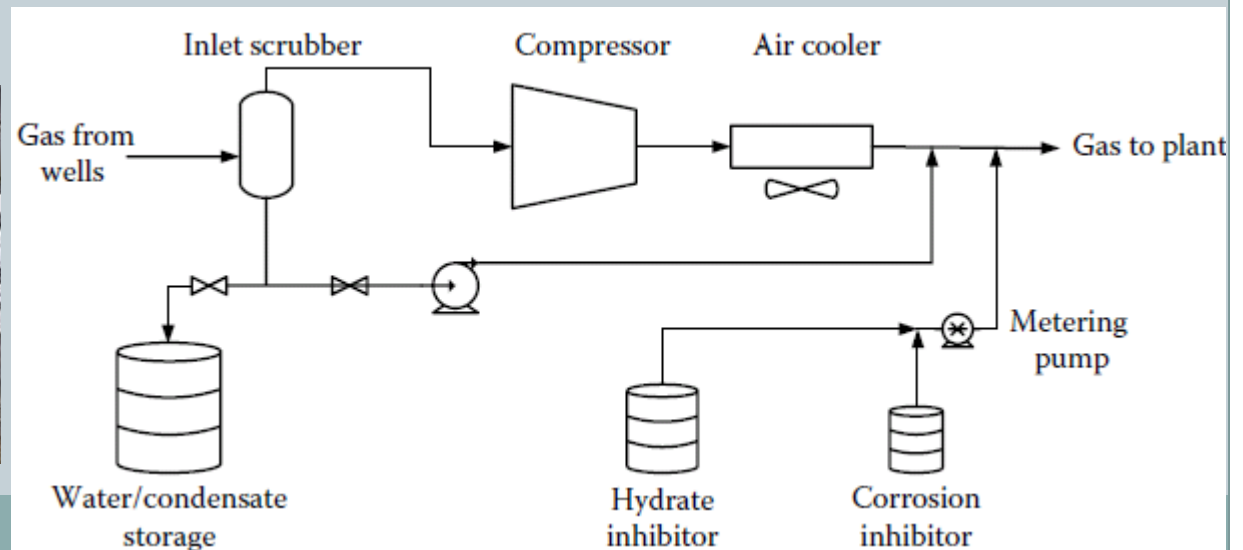 Inlet scrubber
Compressor
Air cooler
Gas from
wells
Gas to plant
Metering
pump
Water/condensate
storage
Hydrate
inhibitor
Corrosion
inhibitor